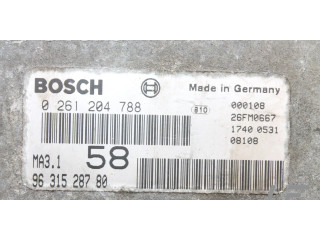 BOSCH
Made in Germany
0 261 204 788
810
000108
26FM0667
1740 0531
08108
MA3.1
58
96 315 287 80